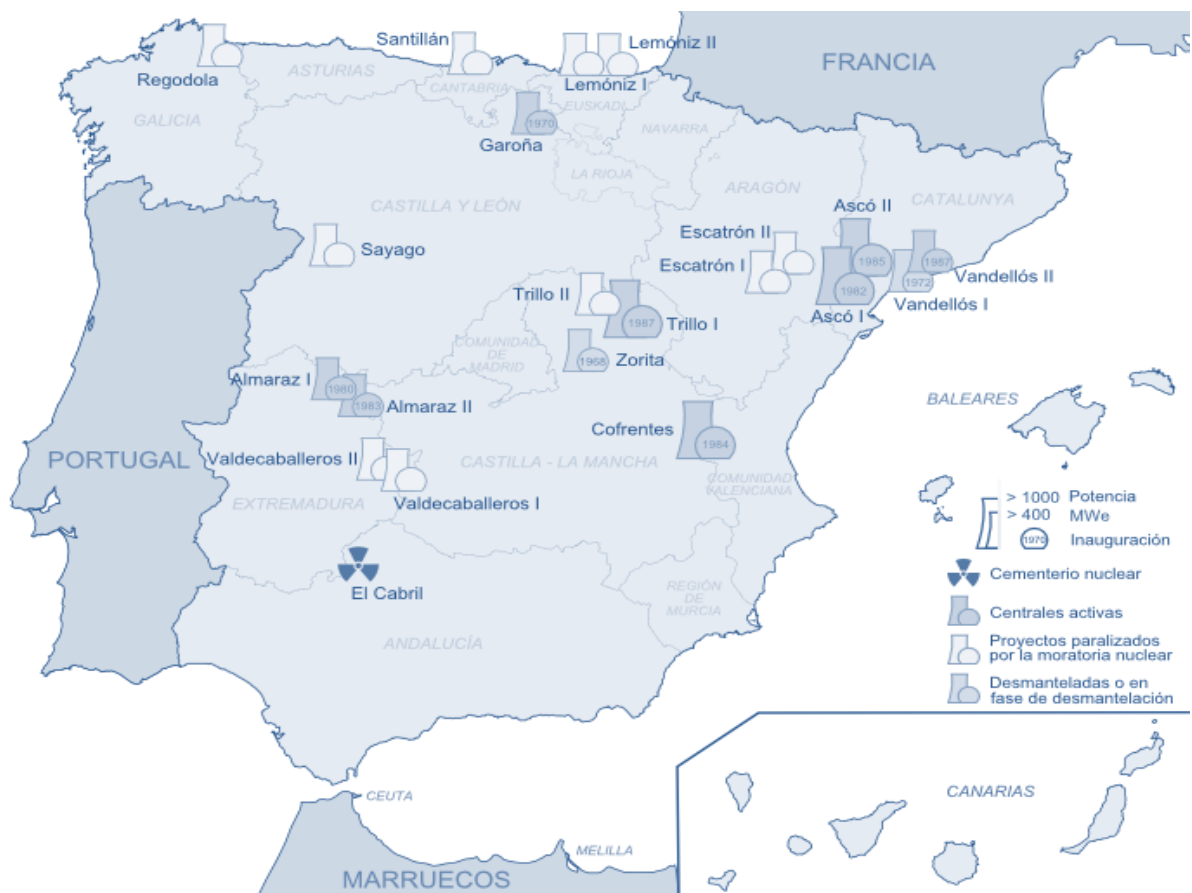 Santillán
Lemóniz II
FRANCIA
Regodola
ASTURIAS
CANTABRIA
Lemóniz I
EUSKADI
GALICIA
1970
NAVARRA
Garoña
LA RIOJA
ARAGÓN
CATALUNYA
CASTILLA Y LEÓN
Ascó II
Sayago
Escatrón II
Escatrón I
1985
1987
Vandellós II
1972
1982
Vandellós I
Ascó I
Trillo II
1987
Trillo I
COMUNIDAD
DE
MADRID
1968
Zorita
Almaraz I
1980
1983
Almaraz II
BALEARES
Cofrentes
1984
PORTUGAL
Valdecaballeros II
CASTILLA - LA MANCHA
COMUNIDAD
VALENCIANA
EXTREMADURA
Valdecaballeros I
> 1000 Potencia
> 400 MWe
1970 Inauguración
El Cabril
Cementerio nuclear
REGIÓN
DE
MURCIA
Centrales activas
ANDALUCÍA
Proyectos paralizados
por la moratoria nuclear
Desmanteladas o en
fase de desmantelación
CEUTA
CANARIAS
MELILLA
MARRUECOS